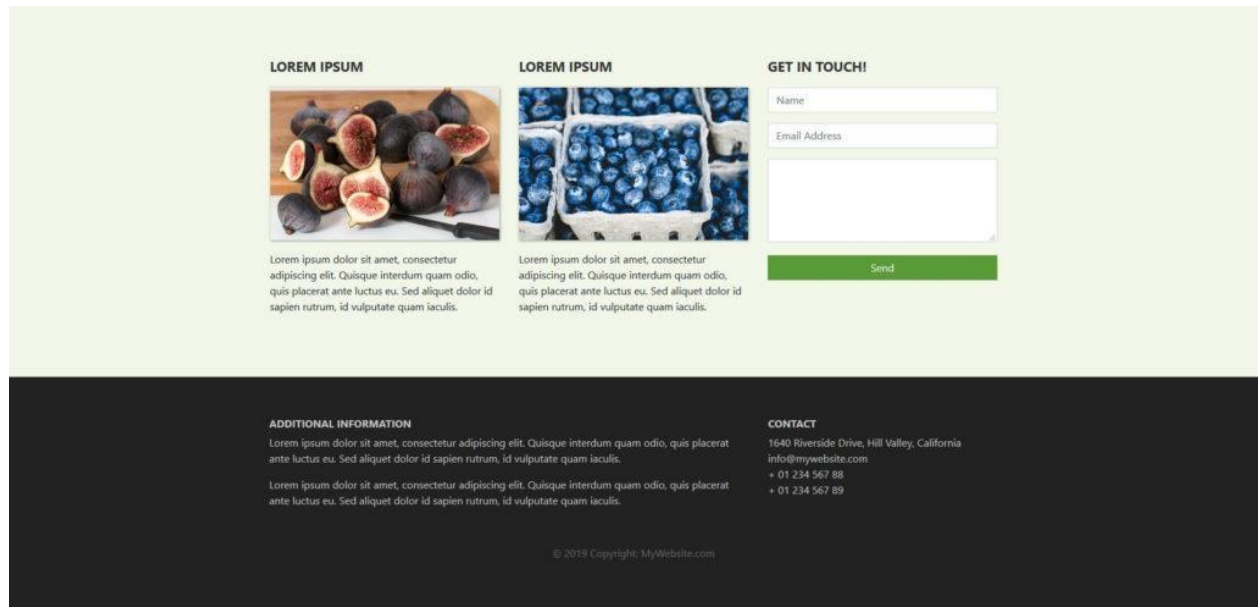 LOREM IPSUM
Lorem ipsum dolor sit amet, consectetur
adipiscing elit. Quisque interdum quam odio,
quis placerat ante luctus eu. Sed aliquet dolor id
sapien rutrum, id vulputate quam iaculis.
LOREM IPSUM
Lorem ipsum dolor sit amet, consectetur
adipiscing elit. Quisque interdum quam odio,
quis placerat ante luctus eu. Sed aliquet dolor id
sapien rutrum, id vulputate quam iaculis.
GET IN TOUCH!
Name
Email Address
Send
ADDITIONAL INFORMATION
Lorem ipsum dolor sit amet, consectetur adipiscing elit. Quisque interdum quam odio, quis placerat
ante luctus eu. Sed aliquet dolor id sapien rutrum, id vulputate quam iaculis.
Lorem ipsum dolor sit amet, consectetur adipiscing elit. Quisque interdum quam odio, quis placerat
ante luctus eu. Sed aliquet dolor id sapien rutrum, id vulputate quam iaculis.
CONTACT
1640 Riverside Drive, Hill Valley, California
info@mywebsite.com
+ 01 234 567 88
+ 01 234 567 89
© 2019 Copyright: MyWebsite.com